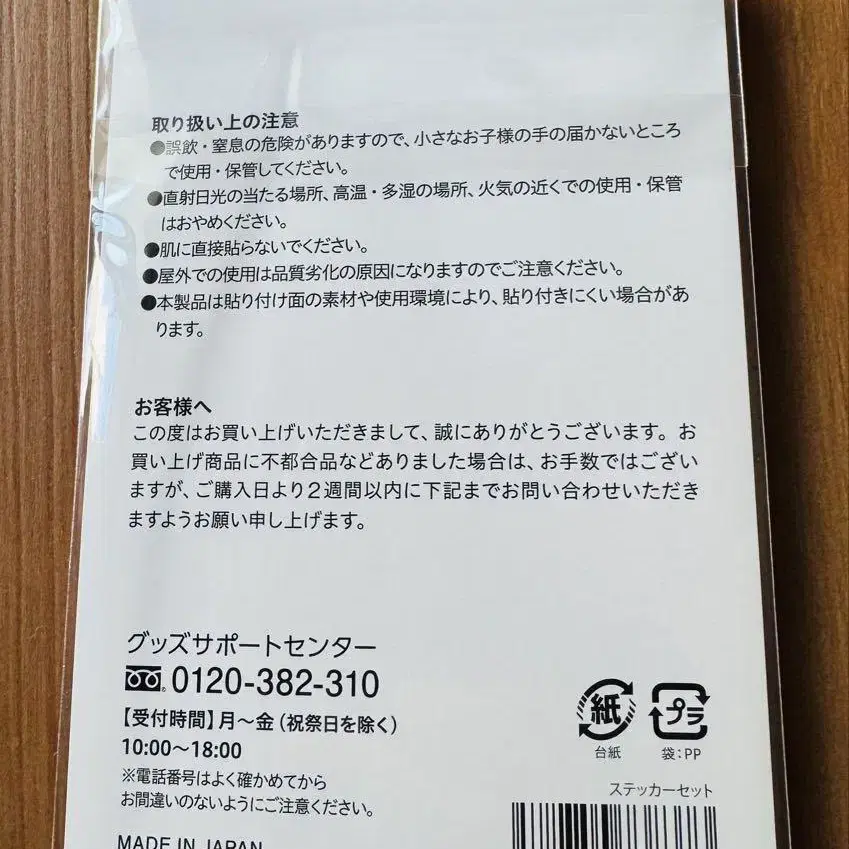 取り扱い上の注意
●誤飲・窒息の危険がありますので、小さなお子様の手の届かないところ
で使用・保管してください。
●直射日光の当たる場所、高温・多湿の場所、火気の近くでの使用・保管
はおやめください。
●肌に直接貼らないでください。
●屋外での使用は品質劣化の原因になりますのでご注意ください。
●本製品は貼り付け面の素材や使用環境により、貼り付きにくい場合があ
ります。
お客様へ
この度はお買い上げいただきまして、誠にありがとうございます。お
買い上げ商品に不都合品などありました場合は、お手数ではござい
ますが、ご購入日より2週間以内に下記までお問い合わせいただき
ますようお願い申し上げます。
グッズサポートセンター
0120-382-310
【受付時間】月〜金(祝祭日を除く)
10:00〜18:00
※電話番号はよく確かめてから
お間違いのないようにご注意ください。
MADE IN JAPAN
紙
台紙
プラ
袋:PP
ステッカーセット